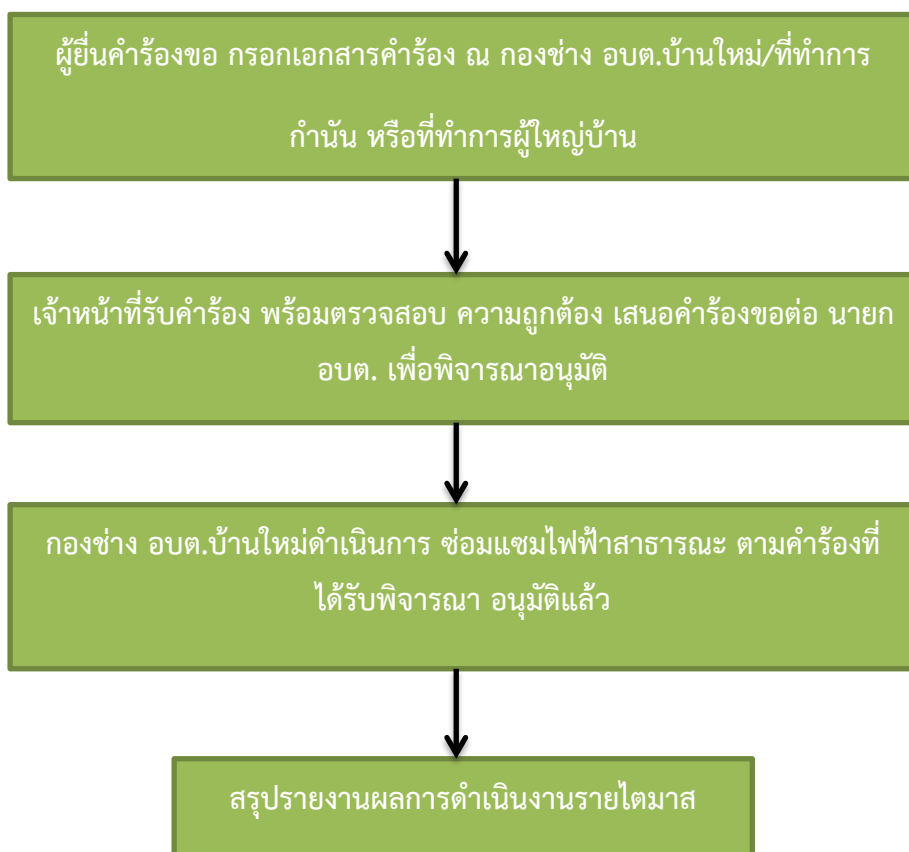 ผู้ยื่นคำร้องขอ กรอกเอกสารคำร้อง ณ กองช่าง อบต.บ้านใหม่/ที่ทำการ
กำนัน หรือที่ทำการผู้ใหญ่บ้าน
เจ้าหน้าที่รับคำร้อง พร้อมตรวจสอบ ความถูกต้อง เสนอคำร้องขอต่อ นายก
อบต. เพื่อพิจารณาอนุมัติ
กองช่าง อบต.บ้านใหม่ดำเนินการ ซ่อมแซมไฟฟ้าสาธารณะ ตามคำร้องที่
ได้รับพิจารณา อนุมัติแล้ว
สรุปรายงานผลการดำเนินงานรายไตมาส